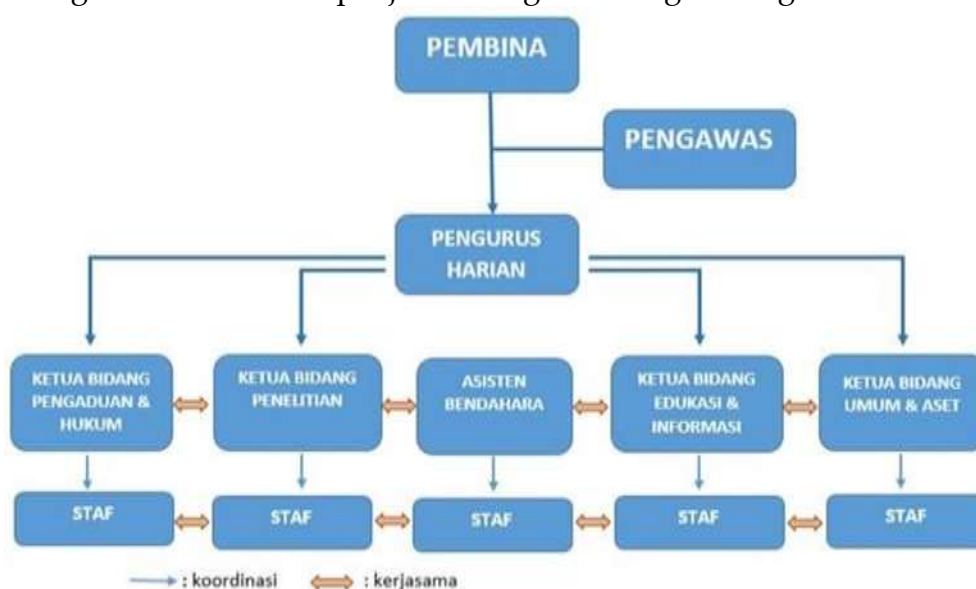 PEMBINA
PENGAWAS
PENGURUS
HARIAN
KETUA BIDANG
PENGADUAN &
HUKUM
KETUA BIDANG
PENELITIAN
ASISTEN
BENDAHARA
KETUA BIDANG
EDUKASI &
INFORMASI
KETUA BIDANG
UMUM & ASET
STAF
STAF
STAF
STAF
STAF
: koordinasi
: kerjasama